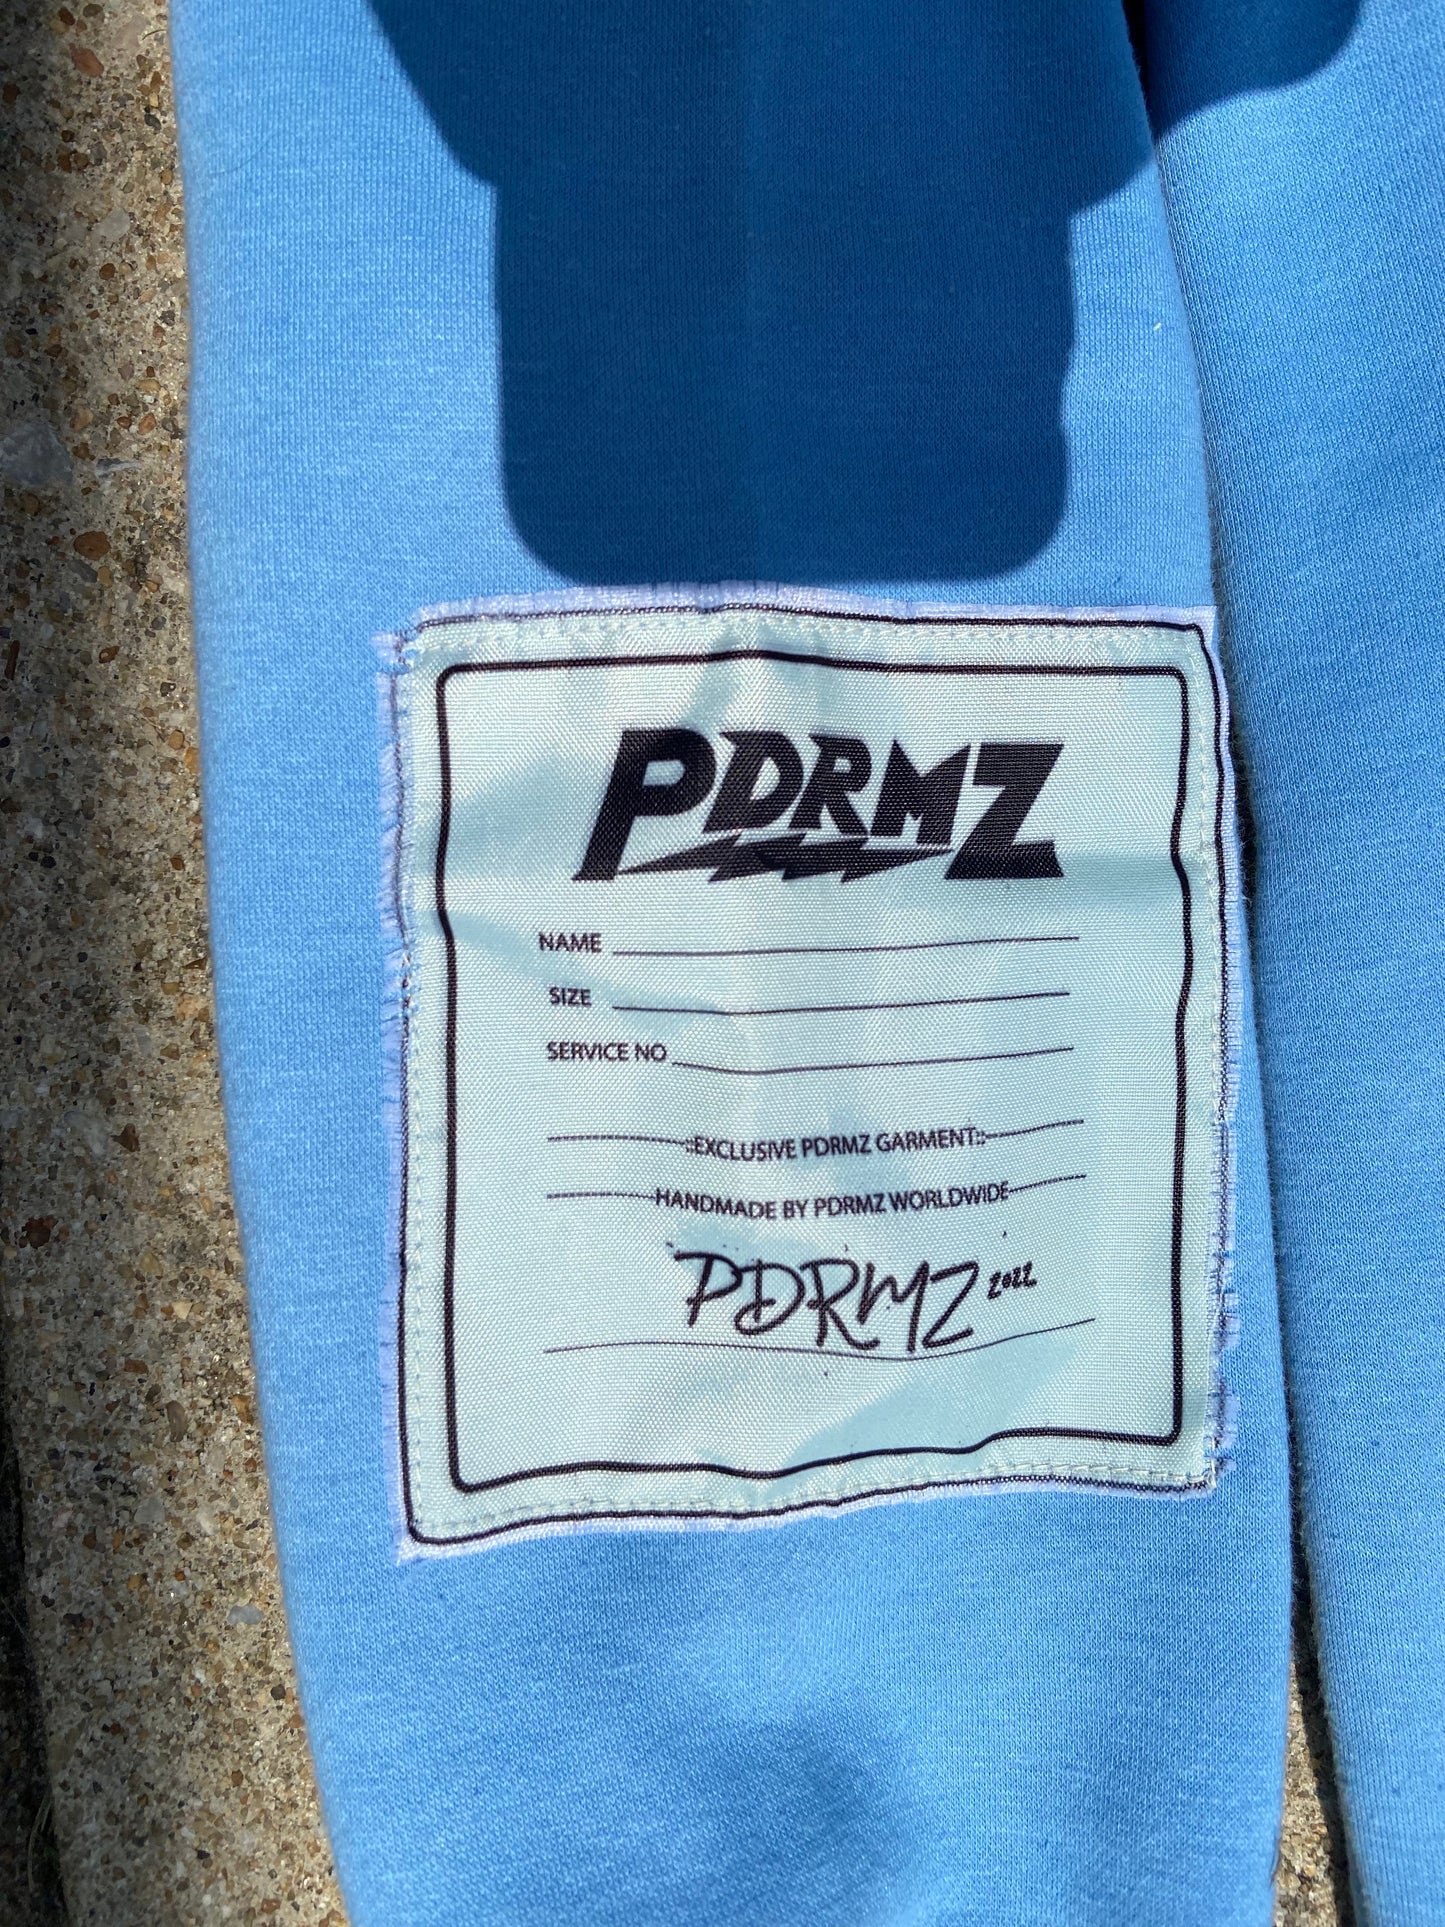 PDRMZ
NAME
SIZE
SERVICE NO
::EXCLUSIVE PDRMZ GARMENT::
HANDMADE BY PDRMZ WORLDWIDE
PDRMZ 2022